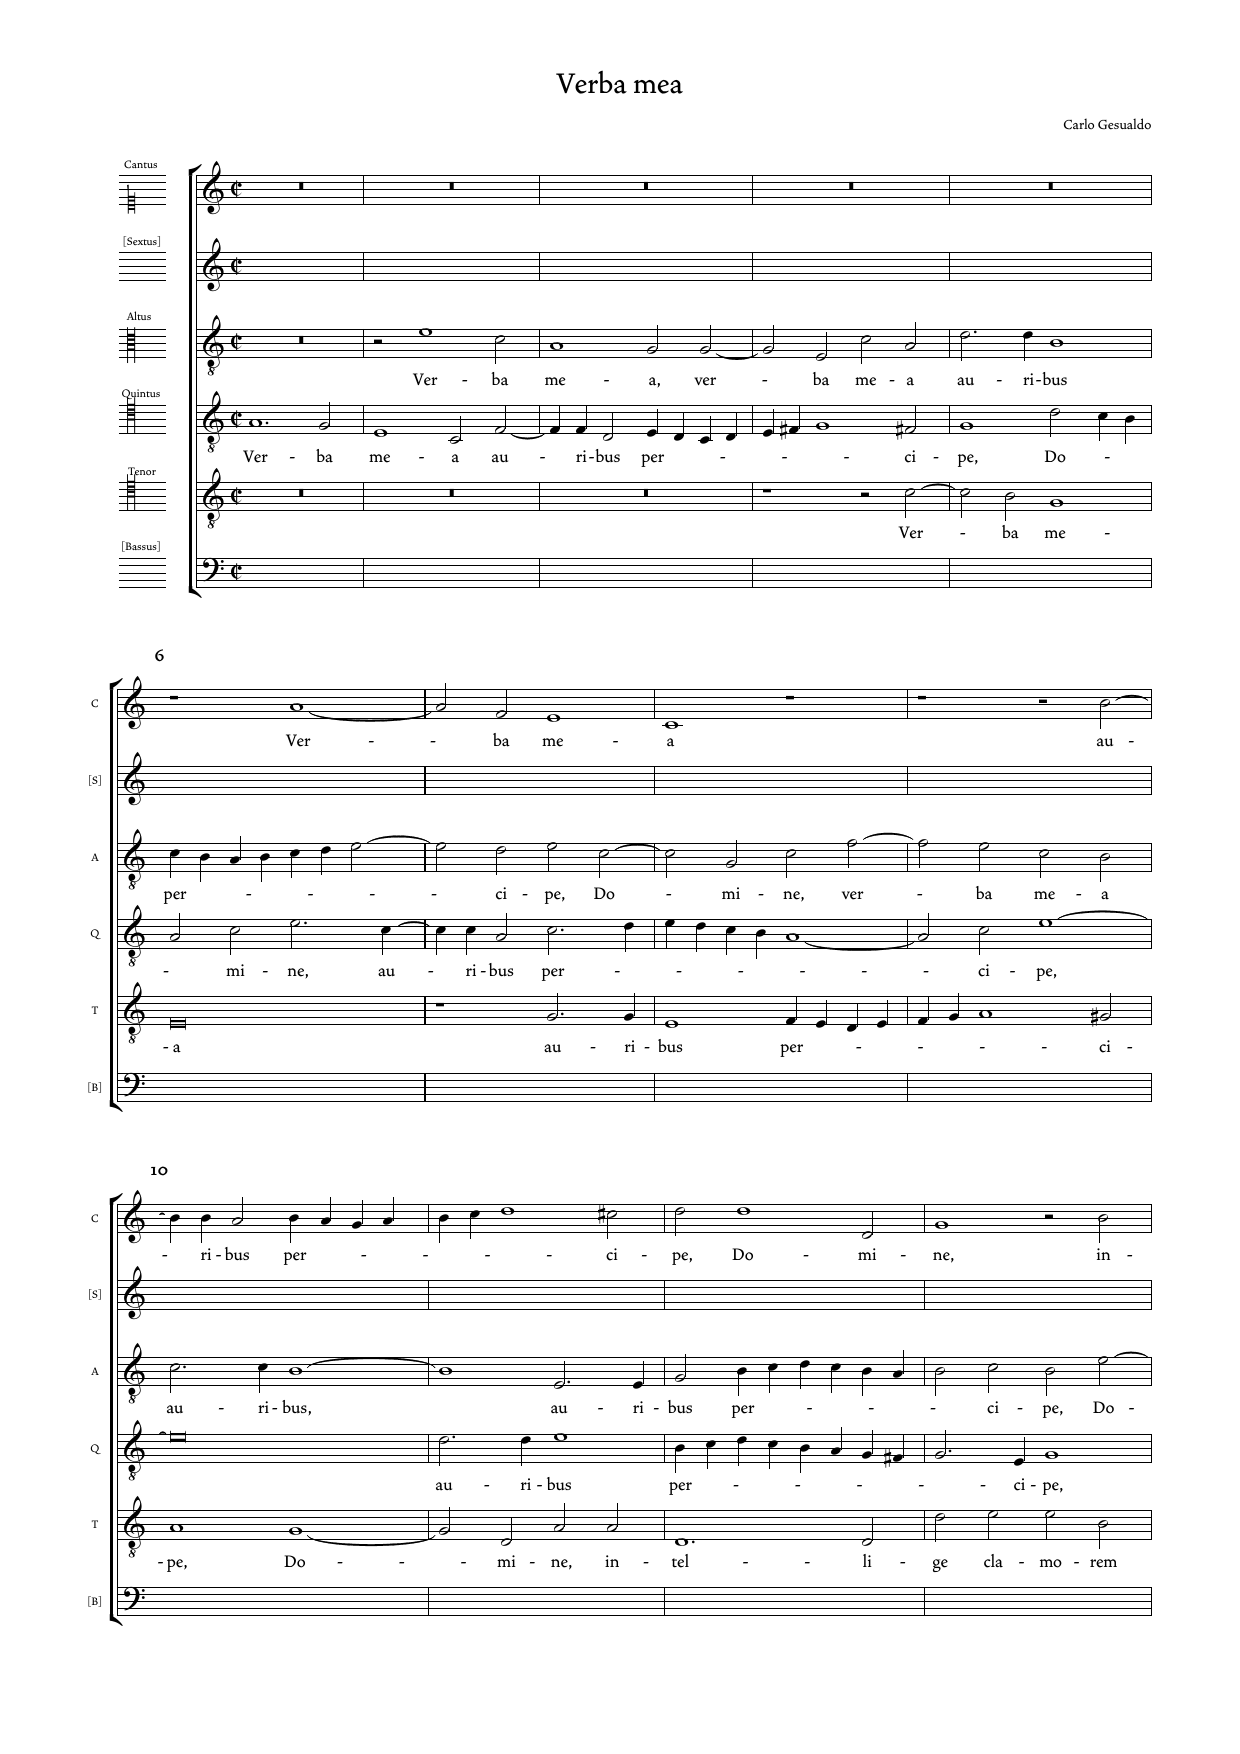 Verba mea
Carlo Gesualdo
Cantus
[Sextus]
Altus
Ver - ba me - a, ver - ba me - a au - ri-bus
Quintus
Ver - ba me - a au - ri-bus per - - - - ci - pe, Do -
Tenor
Ver - ba me -
[Bassus]
6
C
Ver - - ba me - a au -
[S]
A
per - - - - ci - pe, Do - mi - ne, ver - ba me - a
Q
- mi - ne, au - ri - bus per - - - - - - ci - pe,
T
- a au - ri - bus per - - - - ci -
[B]
10
C
- ri - bus per - - - - ci - pe, Do - mi - ne, in -
[S]
A
au - ri - bus, au - ri - bus per - - - ci - pe, Do -
Q
au - ri - bus per - - - - - ci - pe,
T
- pe, Do - - - mi - ne, in - tel - - li - ge cla - mo - rem
[B]